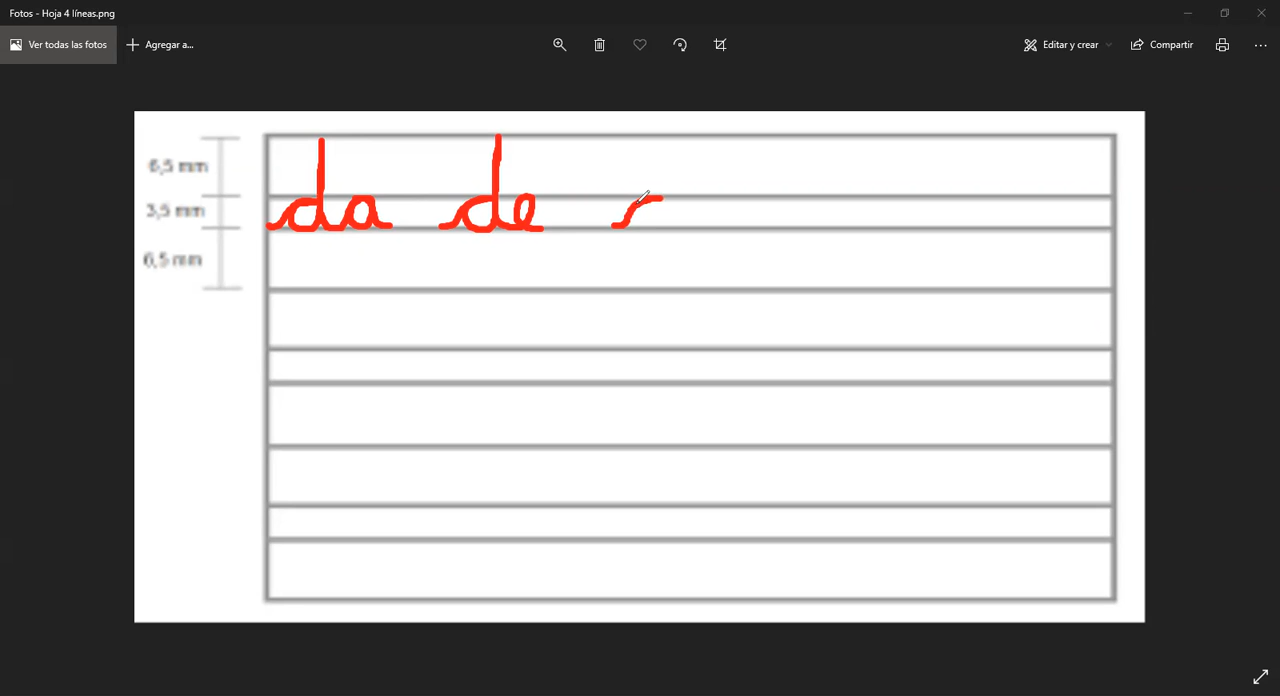 Fotos - Hoja 4 líneas.png
Ver todas las fotos
Agregar a...
Editar y crear
Compartir
6,5 mm
3,5 mm
6,5 mm
da de